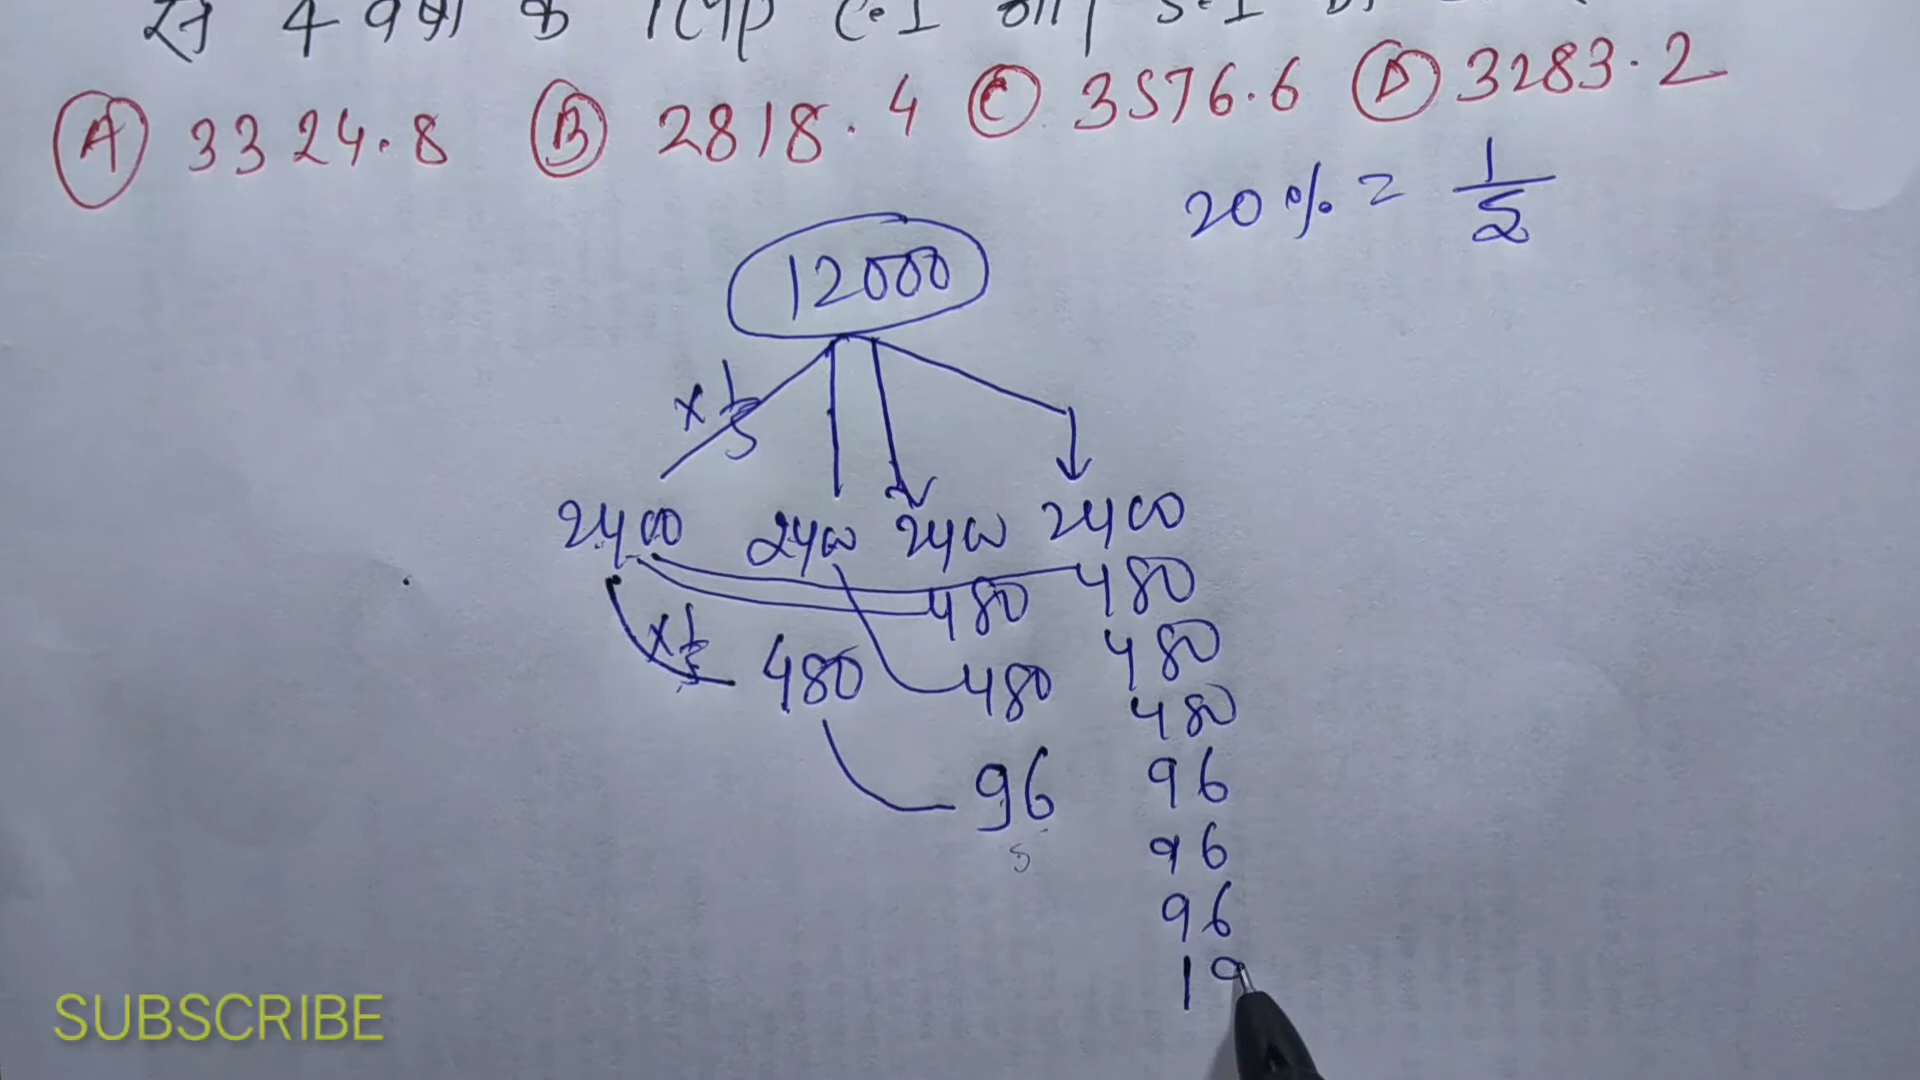 4 वर्षो के लिए C.I और S.I
(A) 3324.8 (B) 2818.4 (C) 3576.6 (D) 3283.2
20% = 1/5
12000
× 1/5
2400 2400 2400 2400
480 480
× 1/5 480 480 480
480
96 96
96
96
19
SUBSCRIBE